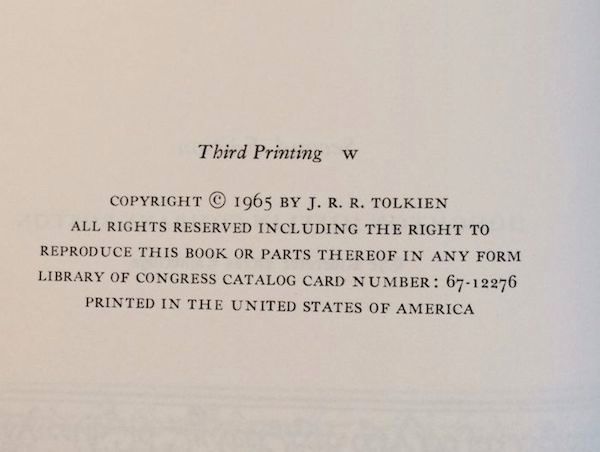 Third Printing W
COPYRIGHT © 1965 BY J. R. R. TOLKIEN
ALL RIGHTS RESERVED INCLUDING THE RIGHT TO
REPRODUCE THIS BOOK OR PARTS THEREOF IN ANY FORM
LIBRARY OF CONGRESS CATALOG CARD NUMBER: 67-12276
PRINTED IN THE UNITED STATES OF AMERICA